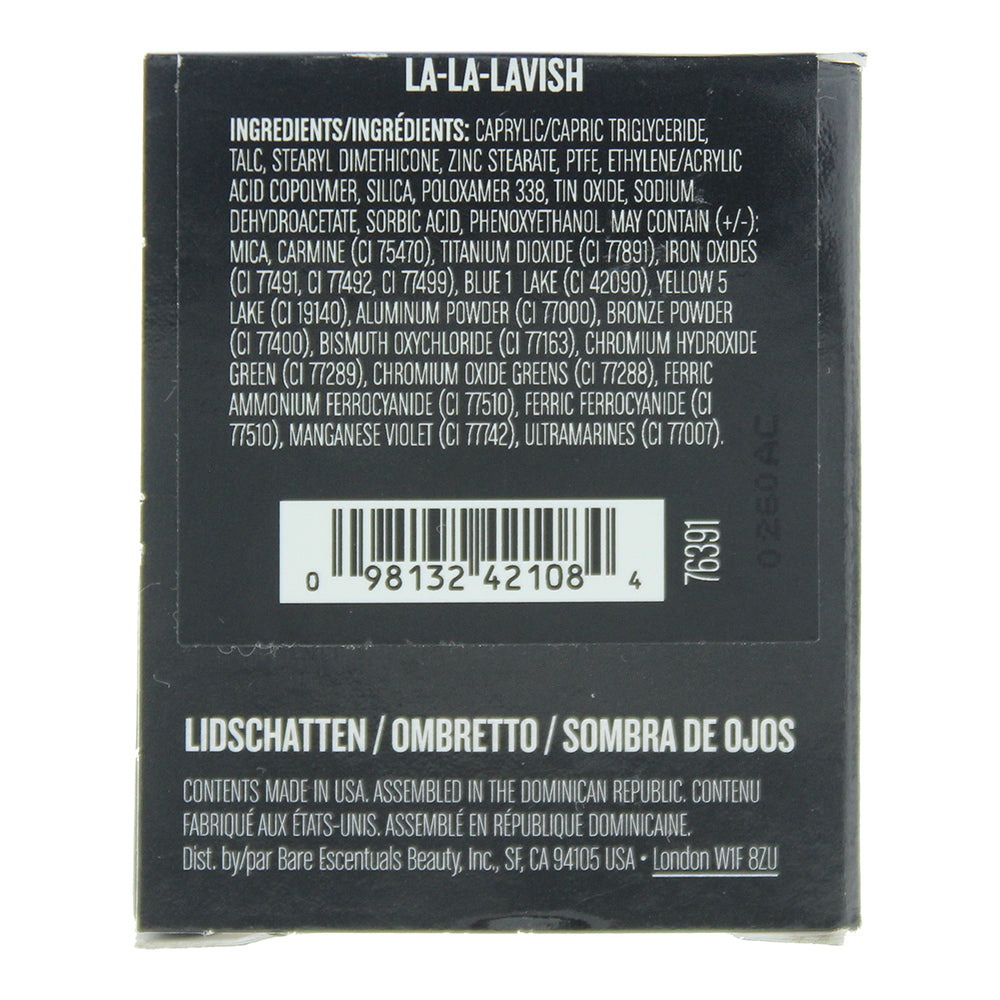 LA-LA-LAVISH
INGREDIENTS/INGRÉDIENTS: CAPRYLIC/CAPRIC TRIGLYCERIDE,
TALC, STEARYL DIMETHICONE, ZINC STEARATE, PTFE, ETHYLENE/ACRYLIC
ACID COPOLYMER, SILICA, POLOXAMER 338, TIN OXIDE, SODIUM
DEHYDROACETATE, SORBIC ACID, PHENOXYETHANOL. MAY CONTAIN (+/-):
MICA, CARMINE (CI 75470), TITANIUM DIOXIDE (CI 77891), IRON OXIDES
(CI 77491, CI 77492, CI 77499), BLUE 1 LAKE (CI 42090), YELLOW 5
LAKE (CI 19140), ALUMINUM POWDER (CI 77000), BRONZE POWDER
(CI 77400), BISMUTH OXYCHLORIDE (CI 77163), CHROMIUM HYDROXIDE
GREEN (CI 77289), CHROMIUM OXIDE GREENS (CI 77288), FERRIC
AMMONIUM FERROCYANIDE (CI 77510), FERRIC FERROCYANIDE (CI
77510), MANGANESE VIOLET (CI 77742), ULTRAMARINES (CI 77007).
0 98132 42108 4
76391
0260AC
LIDSCHATTEN / OMBRETTO / SOMBRA DE OJOS
CONTENTS MADE IN USA. ASSEMBLED IN THE DOMINICAN REPUBLIC. CONTENU
FABRIQUÉ AUX ÉTATS-UNIS. ASSEMBLÉ EN RÉPUBLIQUE DOMINICAINE.
Dist. by/par Bare Escentuals Beauty, Inc., SF, CA 94105 USA • London W1F 8ZU